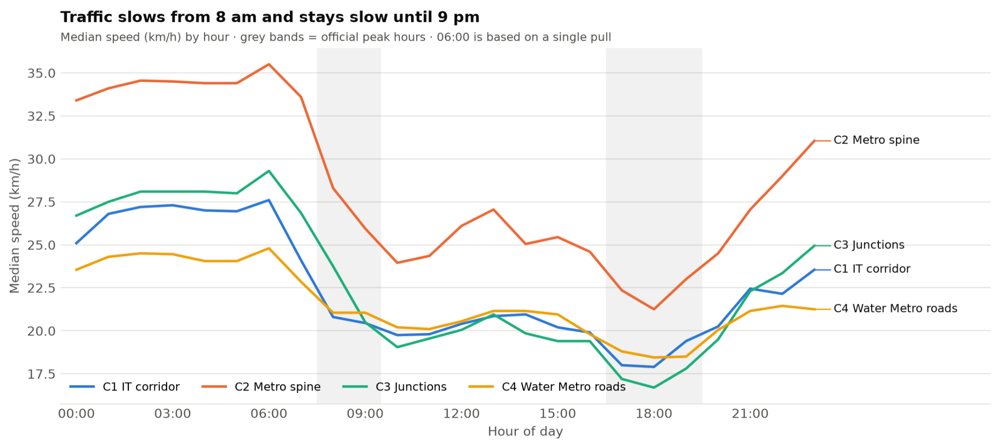 Traffic slows from 8 am and stays slow until 9 pm
Median speed (km/h) by hour · grey bands = official peak hours · 06:00 is based on a single pull
Median speed (km/h)
35.0
32.5
30.0
27.5
25.0
22.5
20.0
17.5
C2 Metro spine
C3 Junctions
C1 IT corridor
C4 Water Metro roads
C1 IT corridor C2 Metro spine C3 Junctions C4 Water Metro roads
00:00 03:00 06:00 09:00 12:00 15:00 18:00 21:00
Hour of day